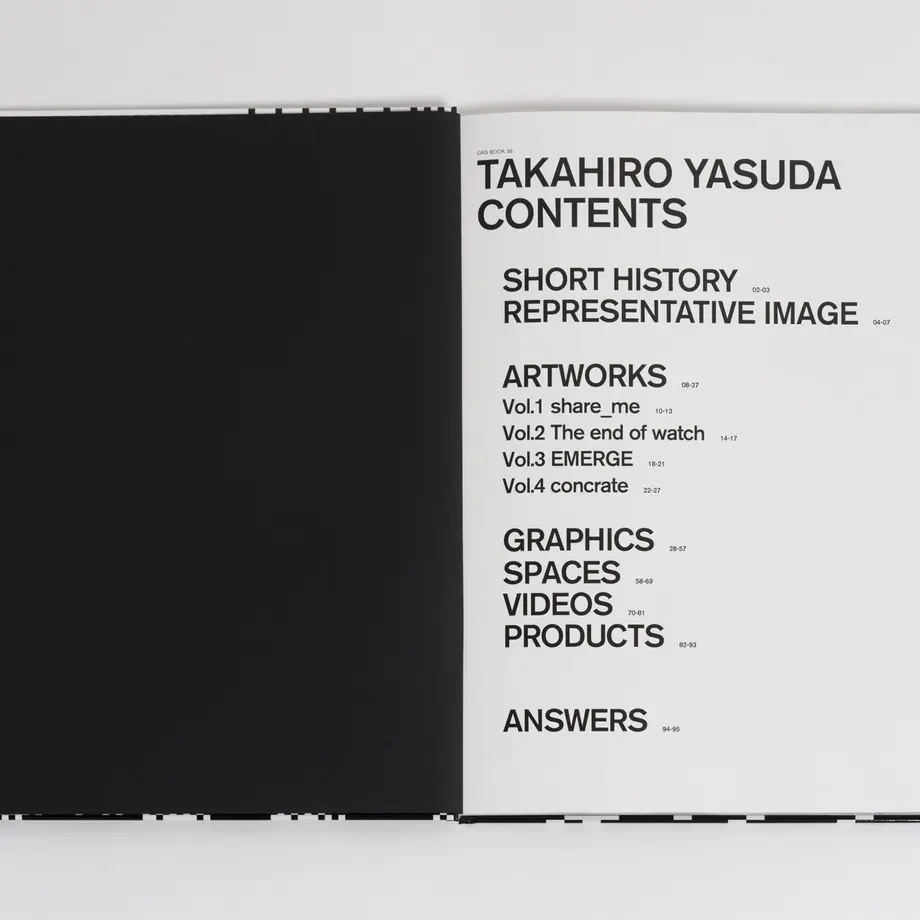 GAS BOOK 36
TAKAHIRO YASUDA
CONTENTS
SHORT HISTORY 02-03
REPRESENTATIVE IMAGE 04-07
ARTWORKS 08-27
Vol.1 share_me 10-13
Vol.2 The end of watch 14-17
Vol.3 EMERGE 18-21
Vol.4 concrate 22-27
GRAPHICS 28-57
SPACES 58-69
VIDEOS 70-81
PRODUCTS 82-93
ANSWERS 94-95